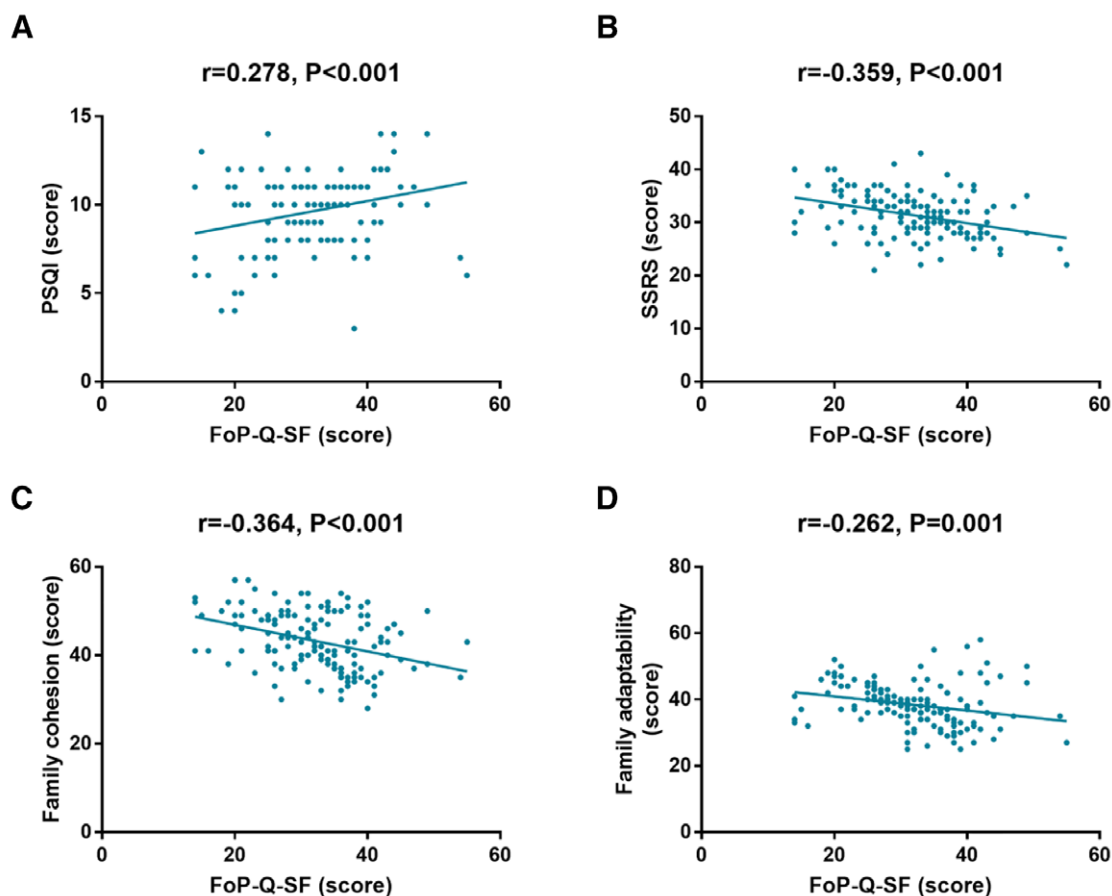 A
r=0.278, P<0.001
15
10
5
0
PSQI (score)
0
20
40
60
FoP-Q-SF (score)
B
r=-0.359, P<0.001
50
40
30
20
10
0
SSRS (score)
0
20
40
60
FoP-Q-SF (score)
C
r=-0.364, P<0.001
60
40
20
0
Family cohesion (score)
0
20
40
60
FoP-Q-SF (score)
D
r=-0.262, P=0.001
80
60
40
20
0
Family adaptability
(score)
0
20
40
60
FoP-Q-SF (score)